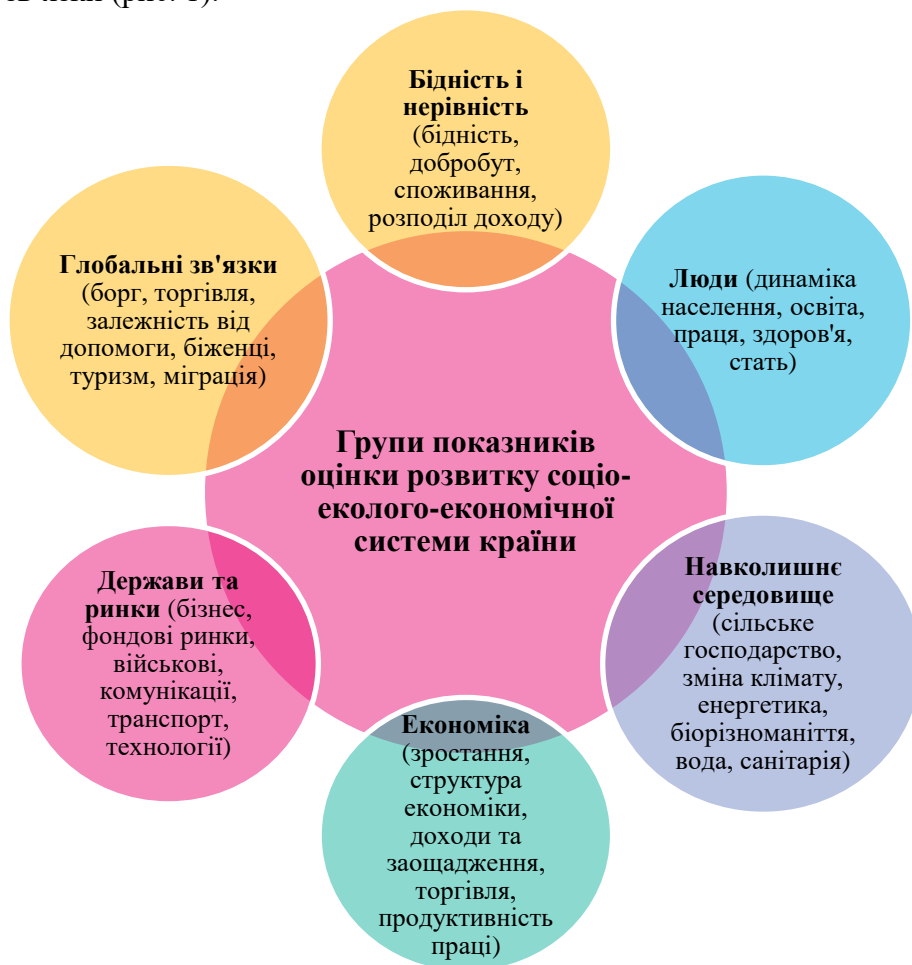 (рис. 1).
Бідність і
нерівність
(бідність,
добробут,
споживання,
розподіл доходу)
Люди (динаміка
населення, освіта,
праця, здоров'я,
стать)
Навколишнє
середовище
(сільське
господарство,
зміна клімату,
енергетика,
біорізноманіття,
вода, санітарія)
Економіка
(зростання,
структура
економіки,
доходи та
заощадження,
торгівля,
продуктивність
праці)
Держави та
ринки (бізнес,
фондові ринки,
військові,
комунікації,
транспорт,
технології)
Глобальні зв'язки
(борг, торгівля,
залежність від
допомоги, біженці,
туризм, міграція)
Групи показників
оцінки розвитку соціо-
еколого-економічної
системи країни